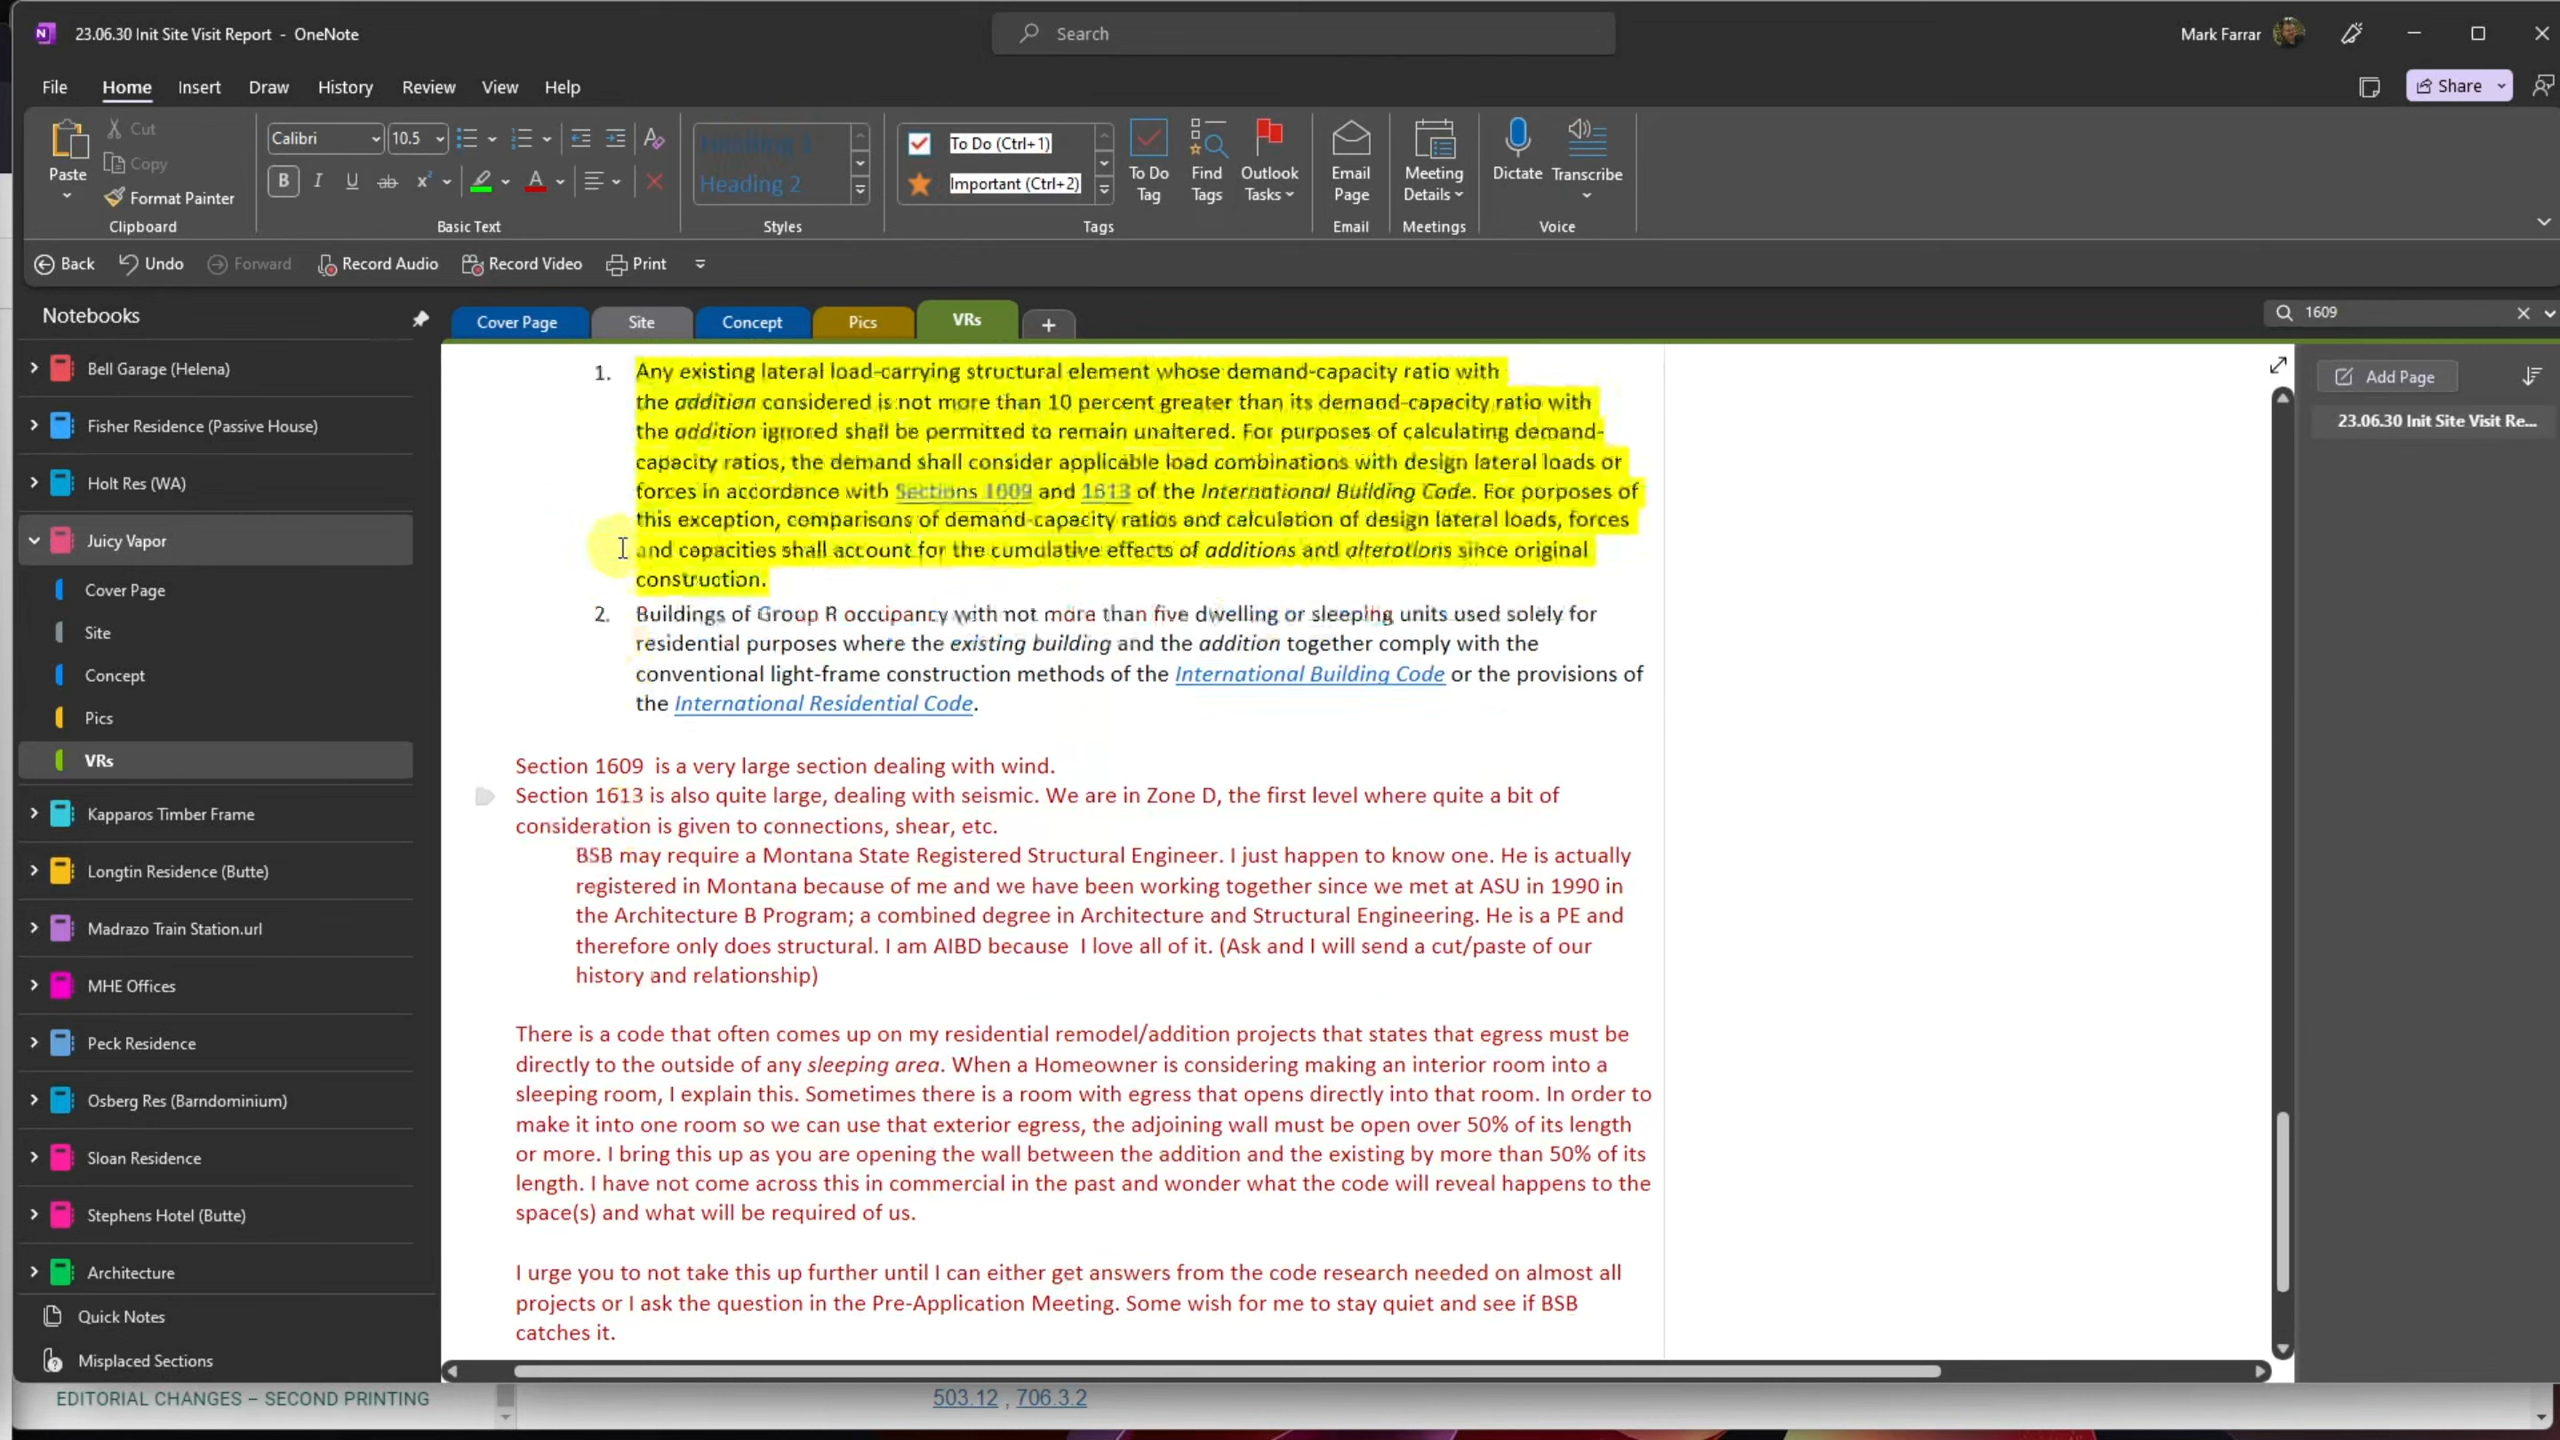 23.06.30 Init Site Visit Report - OneNote
Search
Mark Farrar
File Home Insert Draw History Review View Help
Share
Paste
Cut
Copy
Format Painter
Clipboard
Calibri 10.5
Basic Text
Heading 1
Heading 2
Styles
To Do (Ctrl+1)
Important (Ctrl+2)
To Do Tag
Find Tags
Outlook Tasks
Tags
Email Page
Email
Meeting Details
Meetings
Dictate
Transcribe
Voice
Back Undo Forward Record Audio Record Video Print
Notebooks
Cover Page Site Concept Pics VRs +
1609
Bell Garage (Helena)
Fisher Residence (Passive House)
Holt Res (WA)
Juicy Vapor
Cover Page
Site
Concept
Pics
VRs
Kapparos Timber Frame
Longtin Residence (Butte)
Madrazo Train Station.url
MHE Offices
Peck Residence
Osberg Res (Barndominium)
Sloan Residence
Stephens Hotel (Butte)
Architecture
Quick Notes
Misplaced Sections
1. Any existing lateral load-carrying structural element whose demand-capacity ratio with
the addition considered is not more than 10 percent greater than its demand-capacity ratio with
the addition ignored shall be permitted to remain unaltered. For purposes of calculating demand-
capacity ratios, the demand shall consider applicable load combinations with design lateral loads or
forces in accordance with Sections 1609 and 1613 of the International Building Code. For purposes of
this exception, comparisons of demand-capacity ratios and calculation of design lateral loads, forces
and capacities shall account for the cumulative effects of additions and alterations since original
construction.
2. Buildings of Group R occupancy with not more than five dwelling or sleeping units used solely for
residential purposes where the existing building and the addition together comply with the
conventional light-frame construction methods of the International Building Code or the provisions of
the International Residential Code.
Section 1609  is a very large section dealing with wind.
Section 1613 is also quite large, dealing with seismic. We are in Zone D, the first level where quite a bit of
consideration is given to connections, shear, etc.
BSB may require a Montana State Registered Structural Engineer. I just happen to know one. He is actually
registered in Montana because of me and we have been working together since we met at ASU in 1990 in
the Architecture B Program; a combined degree in Architecture and Structural Engineering. He is a PE and
therefore only does structural. I am AIBD because  I love all of it. (Ask and I will send a cut/paste of our
history and relationship)
There is a code that often comes up on my residential remodel/addition projects that states that egress must be
directly to the outside of any sleeping area. When a Homeowner is considering making an interior room into a
sleeping room, I explain this. Sometimes there is a room with egress that opens directly into that room. In order to
make it into one room so we can use that exterior egress, the adjoining wall must be open over 50% of its length
or more. I bring this up as you are opening the wall between the addition and the existing by more than 50% of its
length. I have not come across this in commercial in the past and wonder what the code will reveal happens to the
space(s) and what will be required of us.
I urge you to not take this up further until I can either get answers from the code research needed on almost all
projects or I ask the question in the Pre-Application Meeting. Some wish for me to stay quiet and see if BSB
catches it.
Add Page
23.06.30 Init Site Visit Re...
EDITORIAL CHANGES – SECOND PRINTING
503.12 , 706.3.2